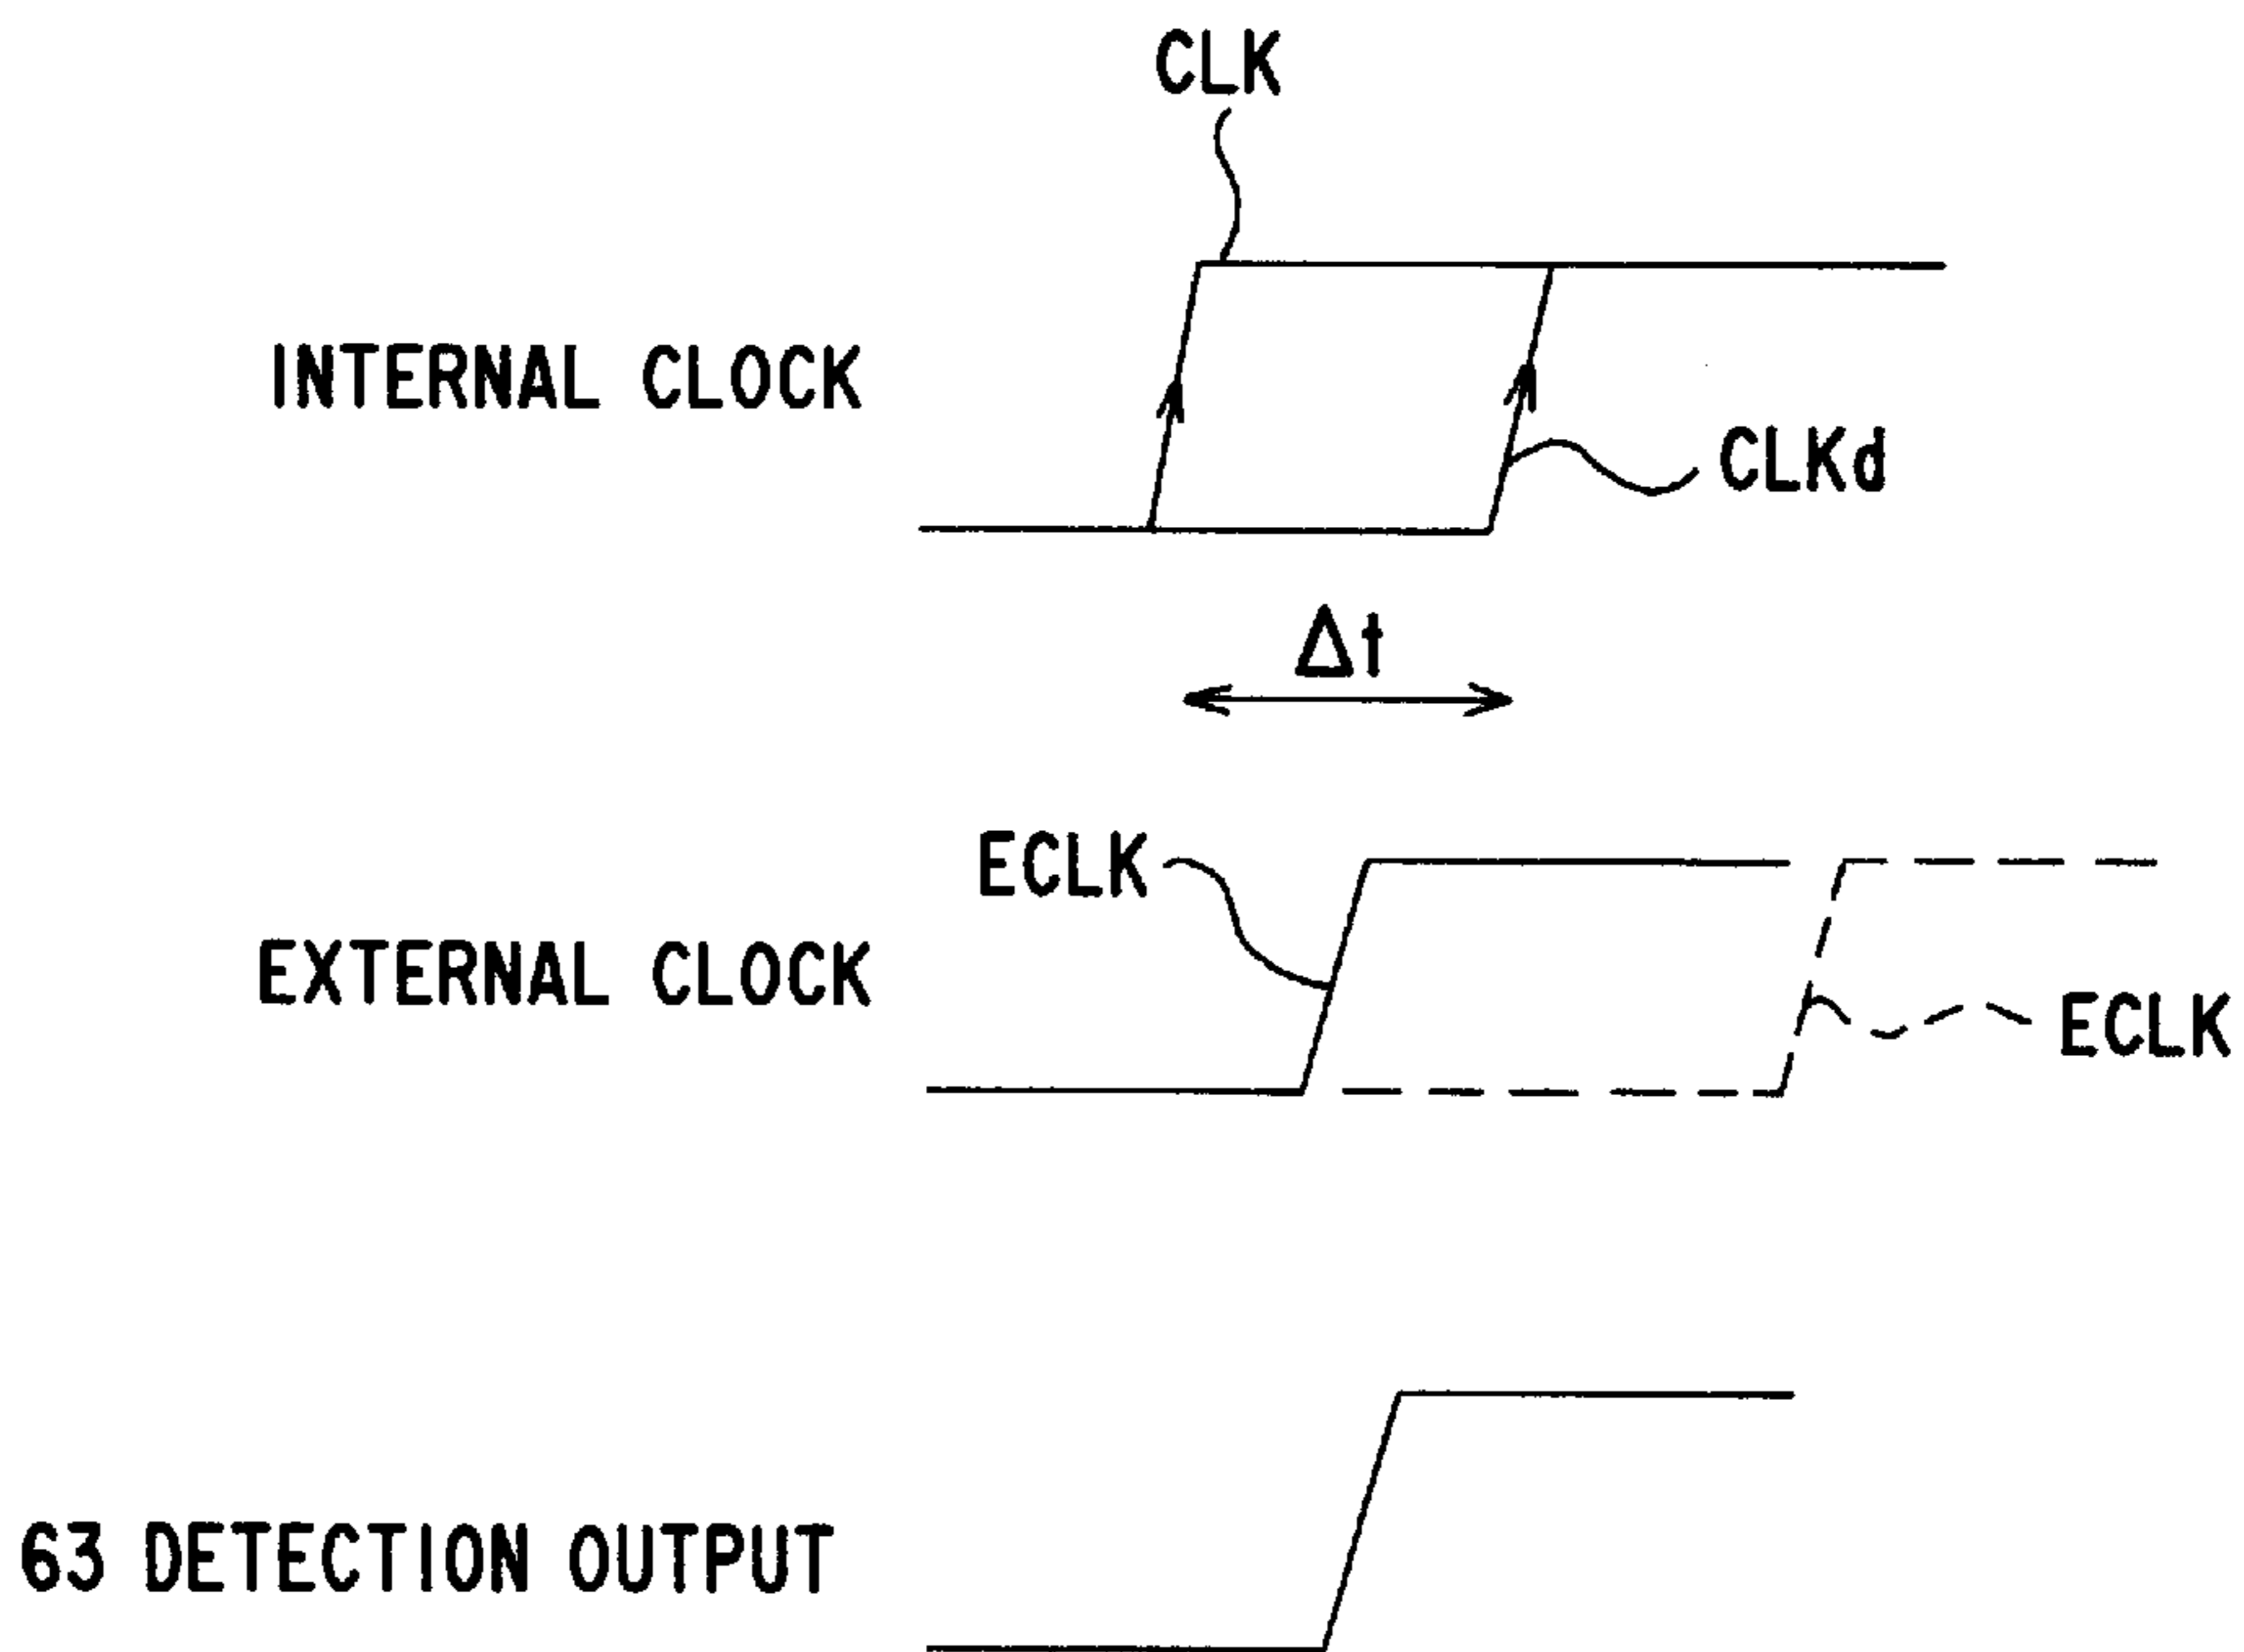 CLK
INTERNAL CLOCK
CLKd
Δt
ECLK
EXTERNAL CLOCK
ECLK
63 DETECTION OUTPUT